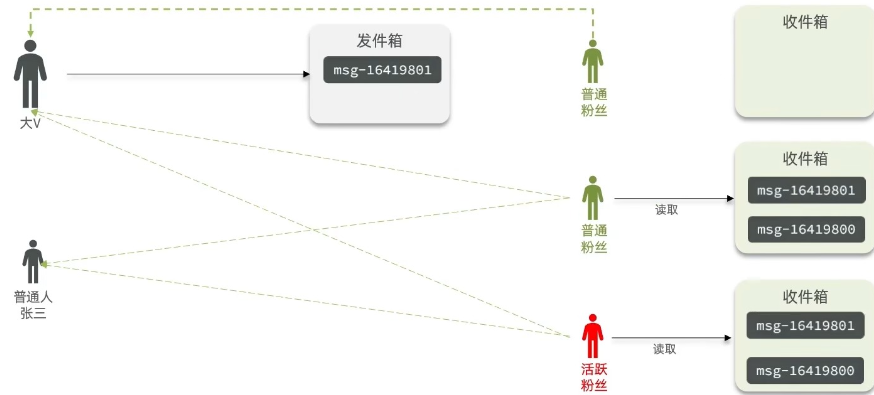 发件箱
msg-16419801
大V
普通
粉丝
收件箱
普通
粉丝
读取
收件箱
msg-16419801
msg-16419800
普通人
张三
活跃
粉丝
读取
收件箱
msg-16419801
msg-16419800